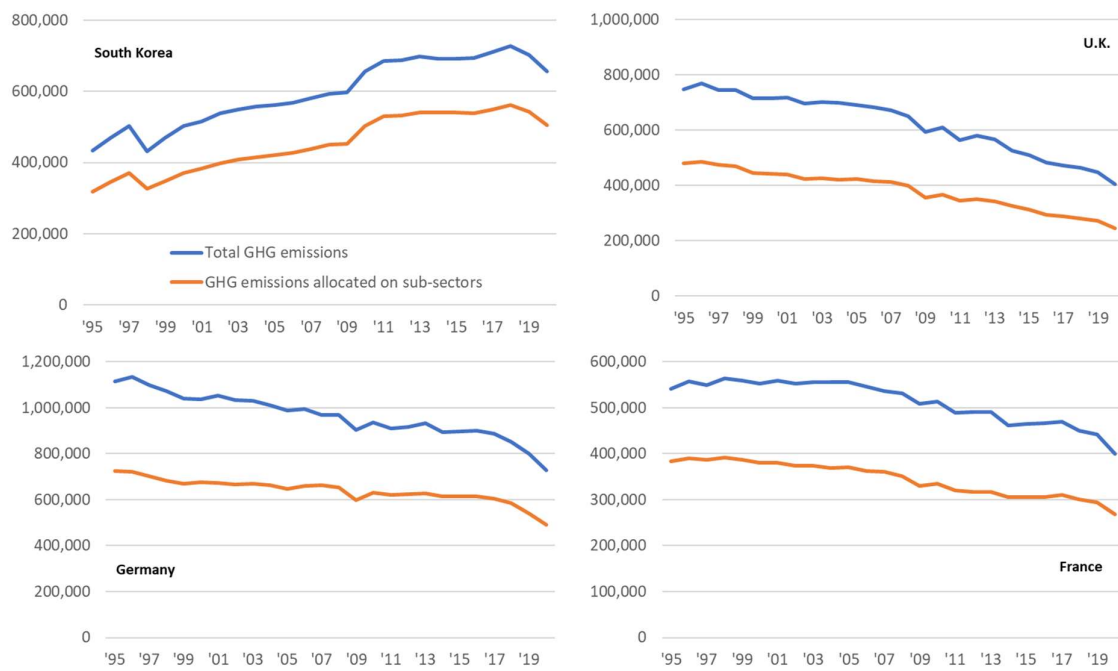 800,000
600,000
400,000
200,000
0
South Korea
Total GHG emissions
GHG emissions allocated on sub-sectors
'95 '97 '99 '01 '03 '05 '07 '09 '11 '13 '15 '17 '19
1,000,000
800,000
600,000
400,000
200,000
0
U.K.
'95 '97 '99 '01 '03 '05 '07 '09 '11 '13 '15 '17 '19
1,200,000
1,000,000
800,000
600,000
400,000
200,000
0
Germany
'95 '97 '99 '01 '03 '05 '07 '09 '11 '13 '15 '17 '19
600,000
500,000
400,000
300,000
200,000
100,000
0
France
'95 '97 '99 '01 '03 '05 '07 '09 '11 '13 '15 '17 '19